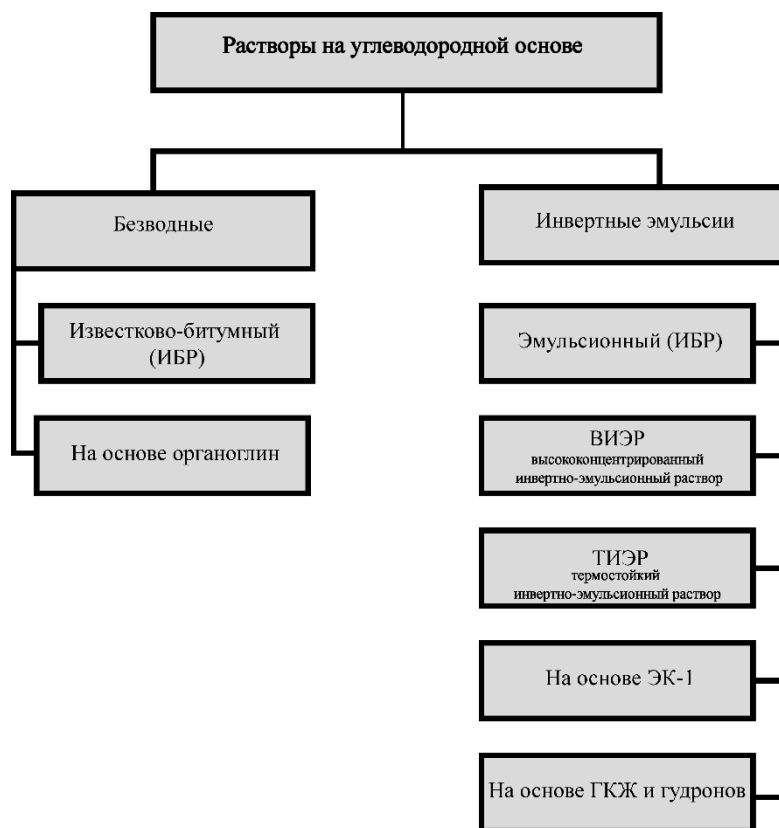 Растворы на углеводородной основе
Безводные
Известково-битумный
(ИБР)
На основе органоглин
Инвертные эмульсии
Эмульсионный (ИБР)
ВИЭР
высококонцентрированный
инвертно-эмульсионный раствор
ТИЭР
термостойкий
инвертно-эмульсионный раствор
На основе ЭК-1
На основе ГКЖ и гудронов